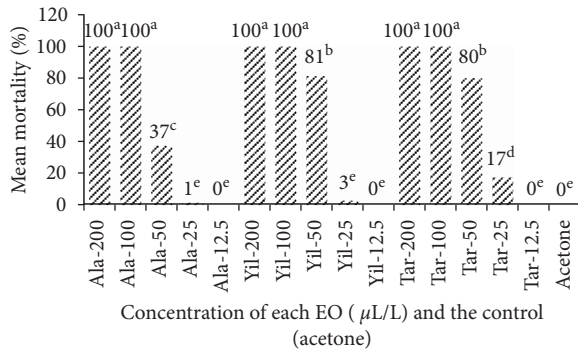 Mean mortality (%)
120
100
80
60
40
20
0
100ᵃ
100ᵃ
37ᶜ
1ᵉ
0ᵉ
100ᵃ
100ᵃ
81ᵇ
3ᵉ
0ᵉ
100ᵃ
100ᵃ
80ᵇ
17ᵈ
0ᵉ
0ᵉ
Ala-200
Ala-100
Ala-50
Ala-25
Ala-12.5
Yil-200
Yil-100
Yil-50
Yil-25
Yil-12.5
Tar-200
Tar-100
Tar-50
Tar-25
Tar-12.5
Acetone
Concentration of each EO ( μL/L) and the control
(acetone)